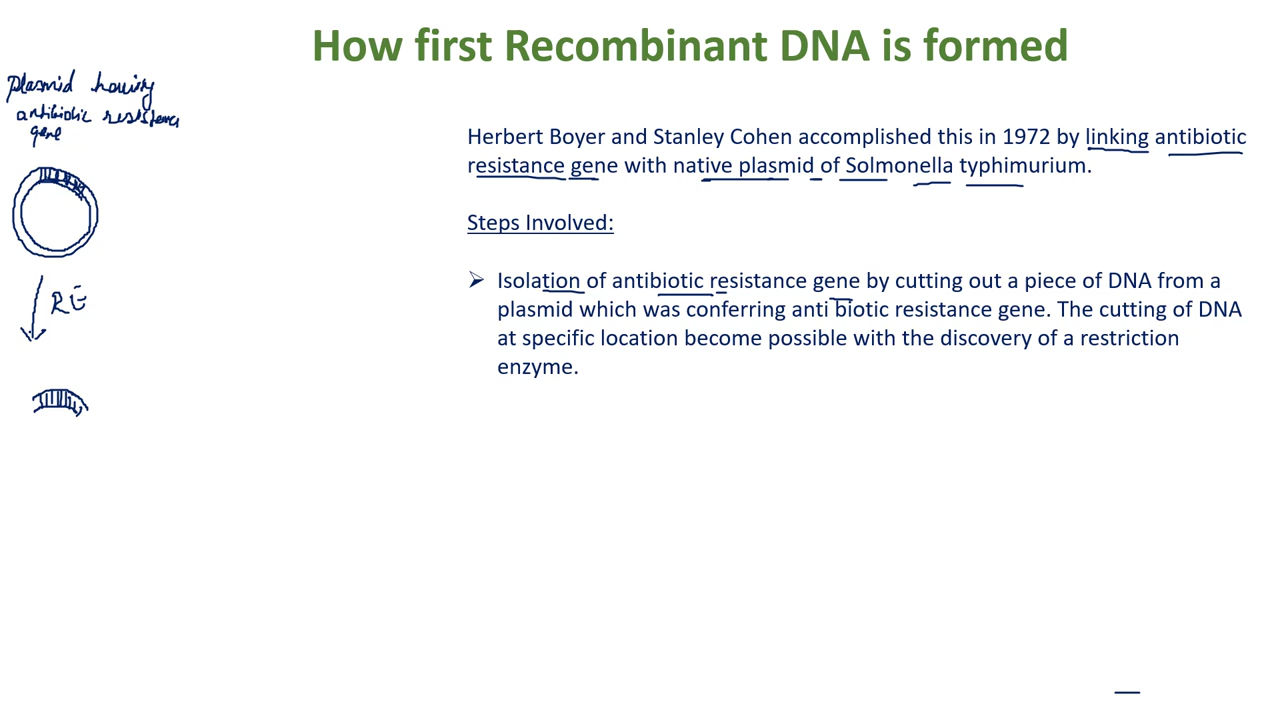 How first Recombinant DNA is formed
plasmid having
antibiotic resistance
gene
Herbert Boyer and Stanley Cohen accomplished this in 1972 by linking antibiotic
resistance gene with native plasmid of Solmonella typhimurium.
Steps Involved:
➢ Isolation of antibiotic resistance gene by cutting out a piece of DNA from a
plasmid which was conferring anti biotic resistance gene. The cutting of DNA
at specific location become possible with the discovery of a restriction
enzyme.
RE